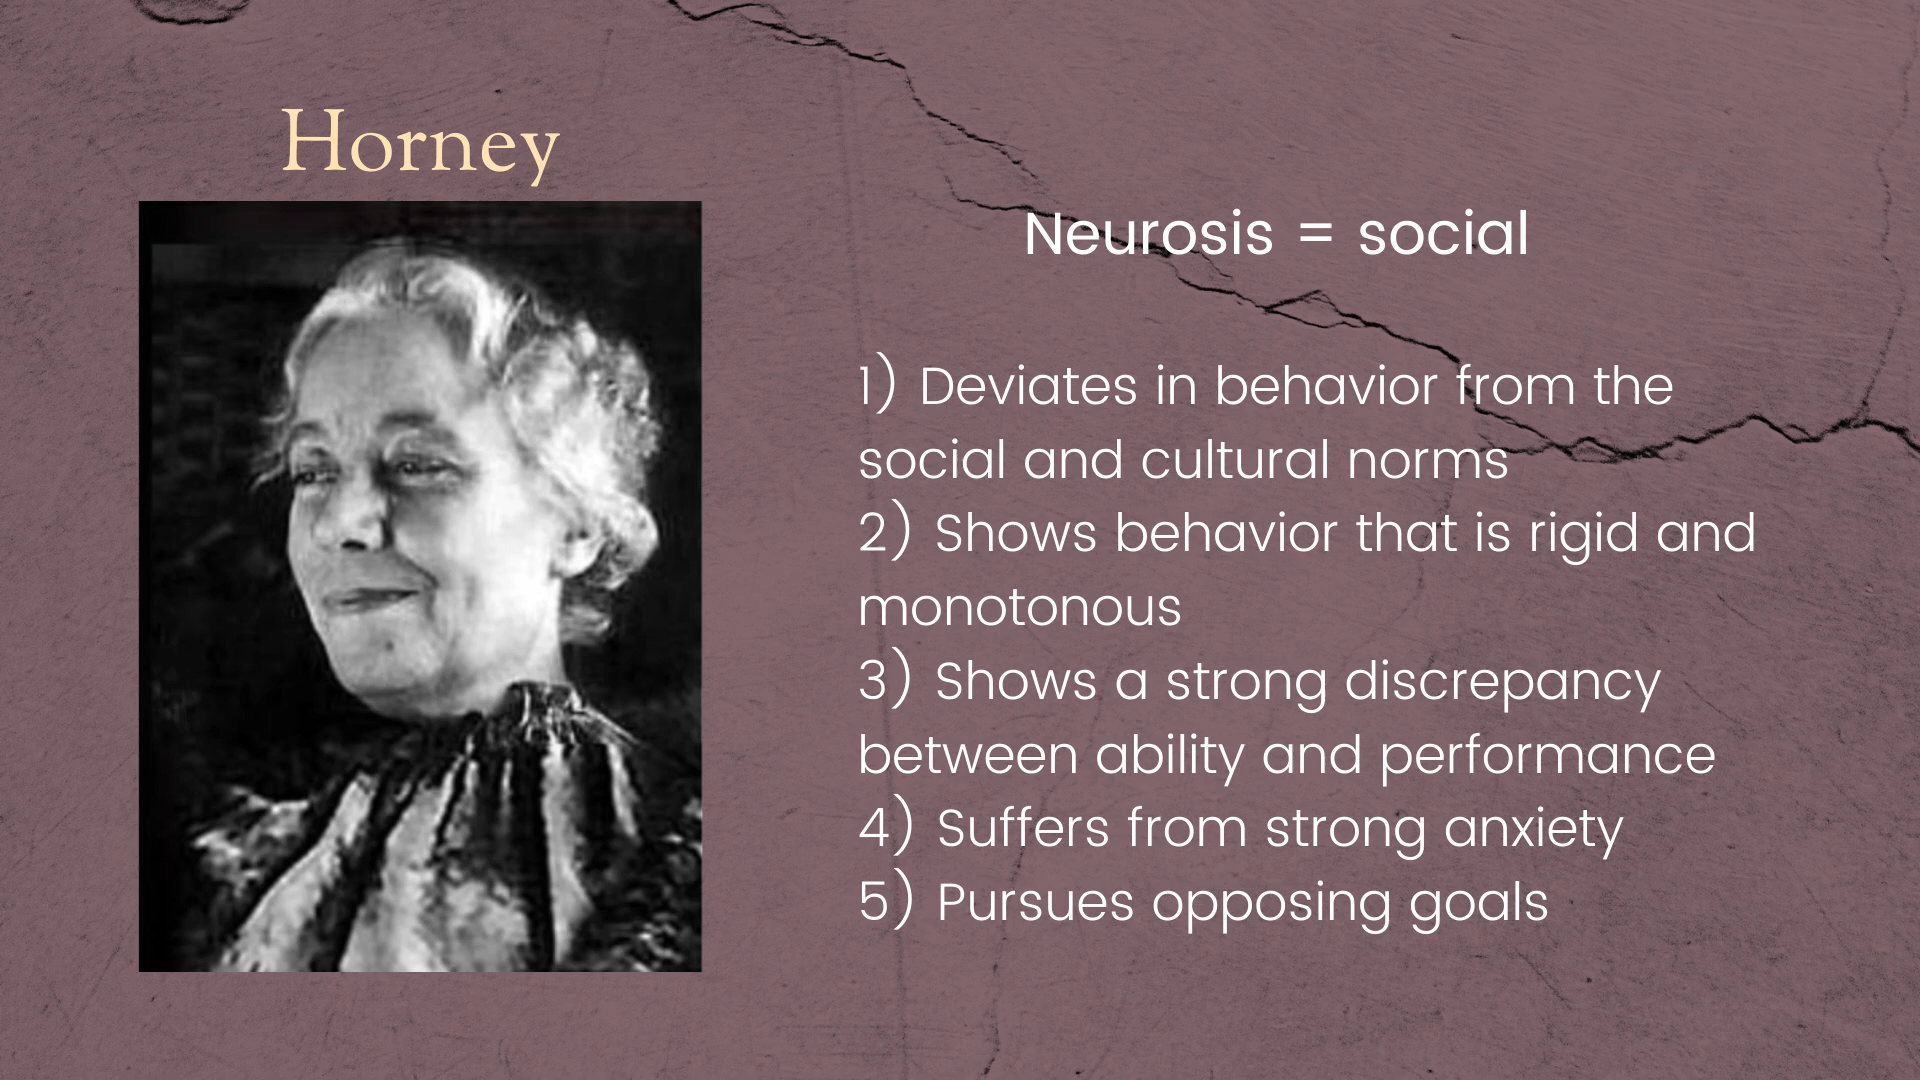 Horney
Neurosis = social
1) Deviates in behavior from the
social and cultural norms
2) Shows behavior that is rigid and
monotonous
3) Shows a strong discrepancy
between ability and performance
4) Suffers from strong anxiety
5) Pursues opposing goals